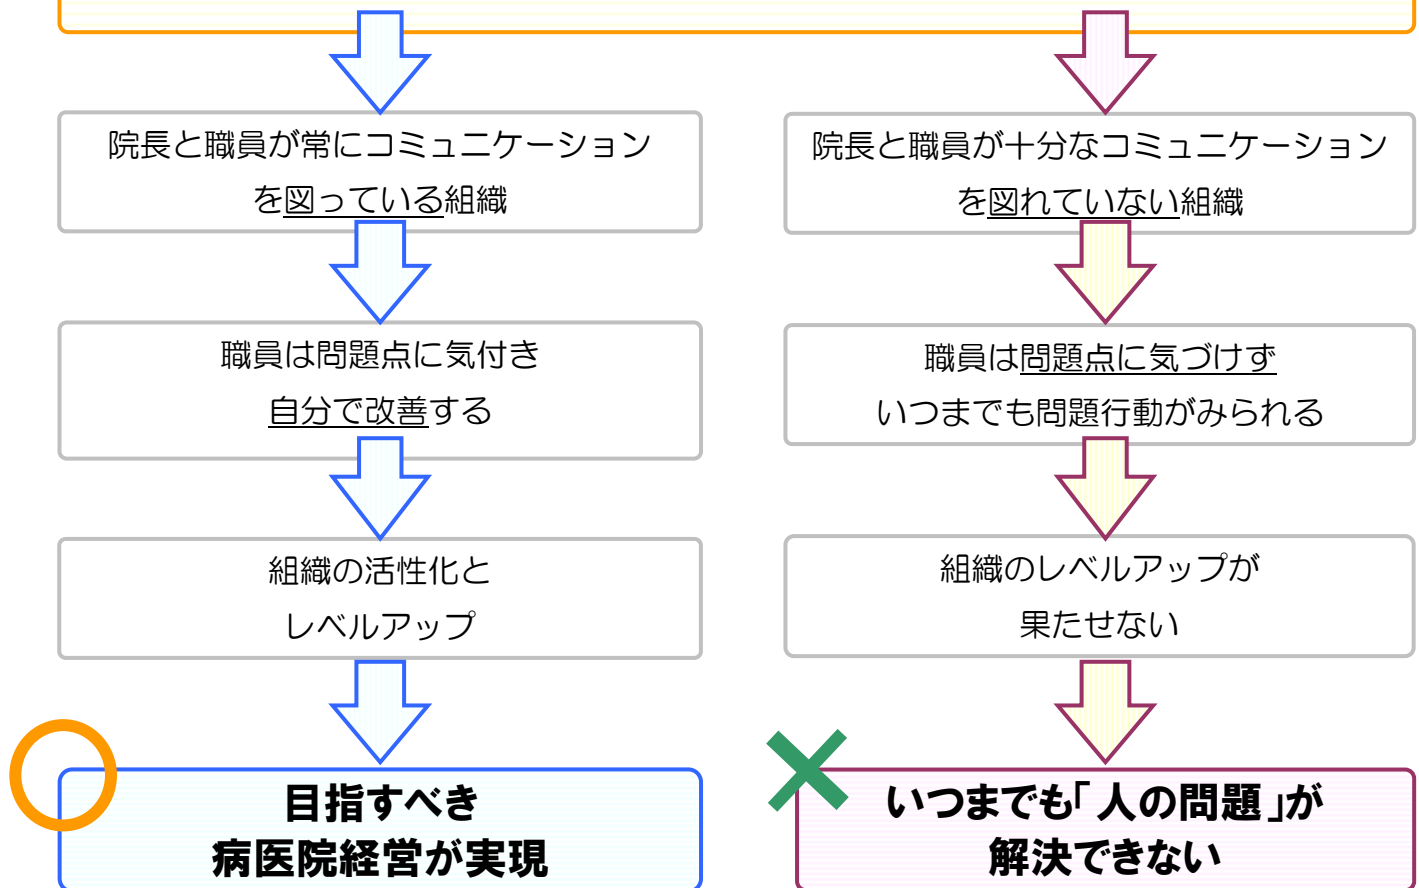 院長と職員が常にコミュニケーション
を図っている組織
職員は問題点に気付き
自分で改善する
組織の活性化と
レベルアップ
目指すべき
病医院経営が実現
院長と職員が十分なコミュニケーション
を図れていない組織
職員は問題点に気づけず
いつまでも問題行動がみられる
組織のレベルアップが
果たせない
いつまでも「人の問題」が
解決できない